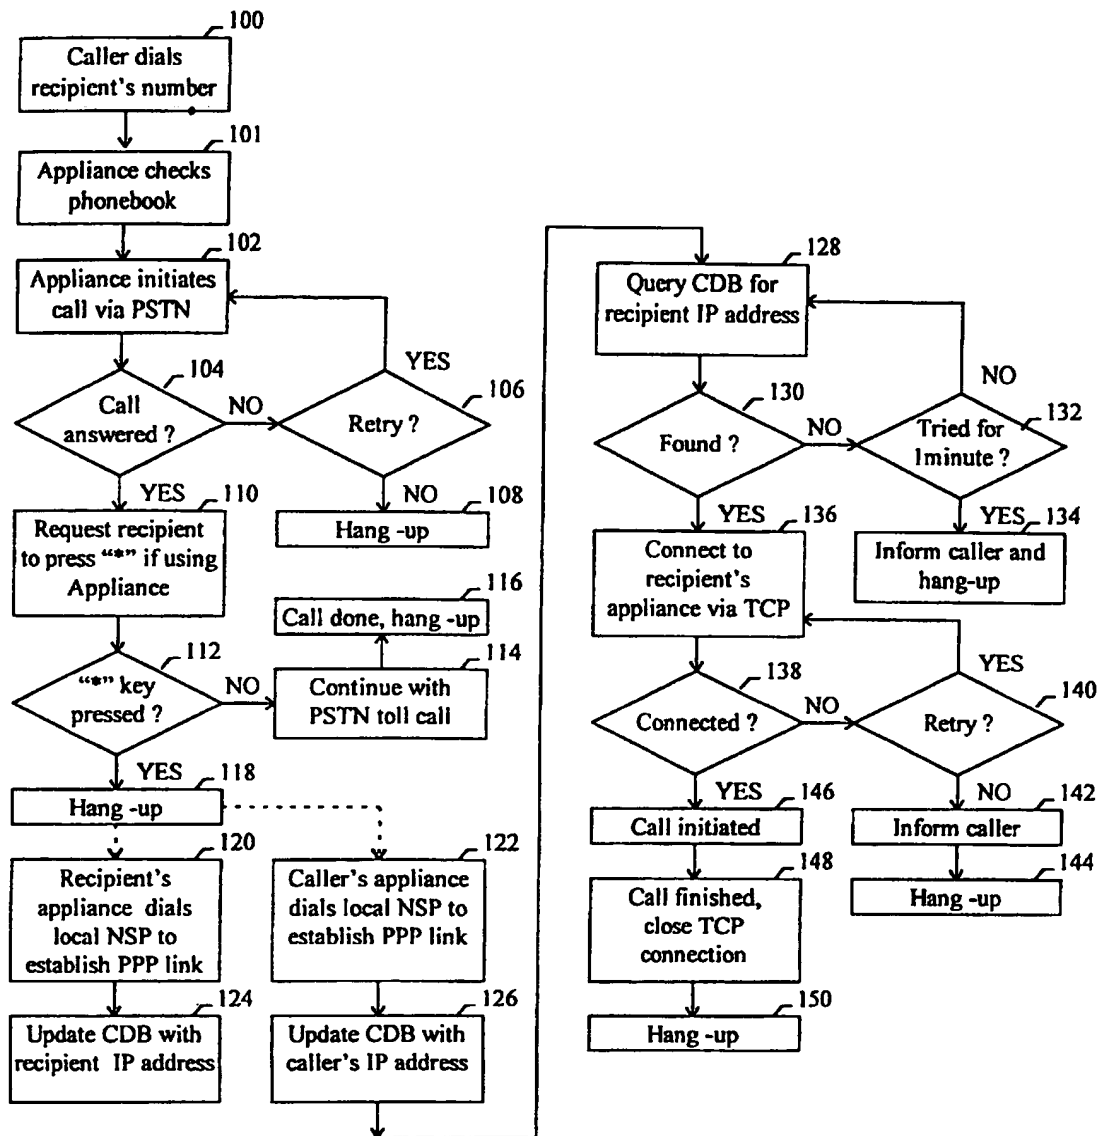 100
Caller dials
recipient's number
101
Appliance checks
phonebook
102
Appliance initiates
call via PSTN
104
Call
answered ?
NO
YES
106
Retry ?
YES
NO
108
Hang -up
110
Request recipient
to press “*” if using
Appliance
112
“*” key
pressed ?
NO
114
Continue with
PSTN toll call
116
Call done, hang -up
YES
118
Hang -up
120
Recipient's
appliance dials
local NSP to
establish PPP link
122
Caller's appliance
dials local NSP to
establish PPP link
124
Update CDB with
recipient IP address
126
Update CDB with
caller's IP address
128
Query CDB for
recipient IP address
130
Found ?
NO
132
Tried for
1minute ?
NO
YES
134
Inform caller and
hang-up
YES
136
Connect to
recipient's
appliance via TCP
138
Connected ?
NO
140
Retry ?
YES
NO
142
Inform caller
144
Hang -up
YES
146
Call initiated
148
Call finished,
close TCP
connection
150
Hang -up